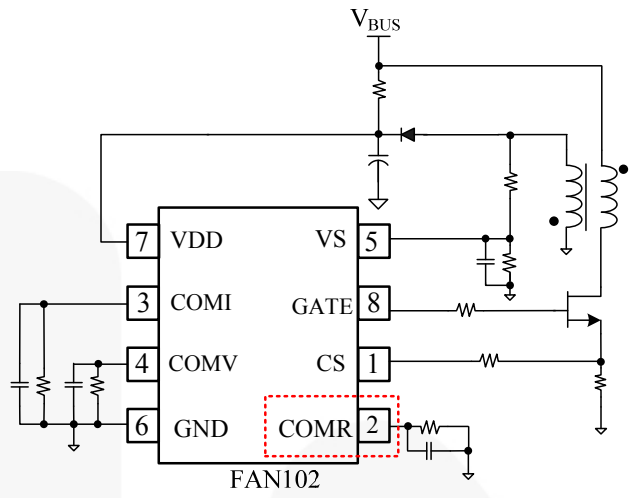 VBUS
7 VDD VS 5
3 COMI GATE 8
4 COMV CS 1
6 GND COMR 2
FAN102